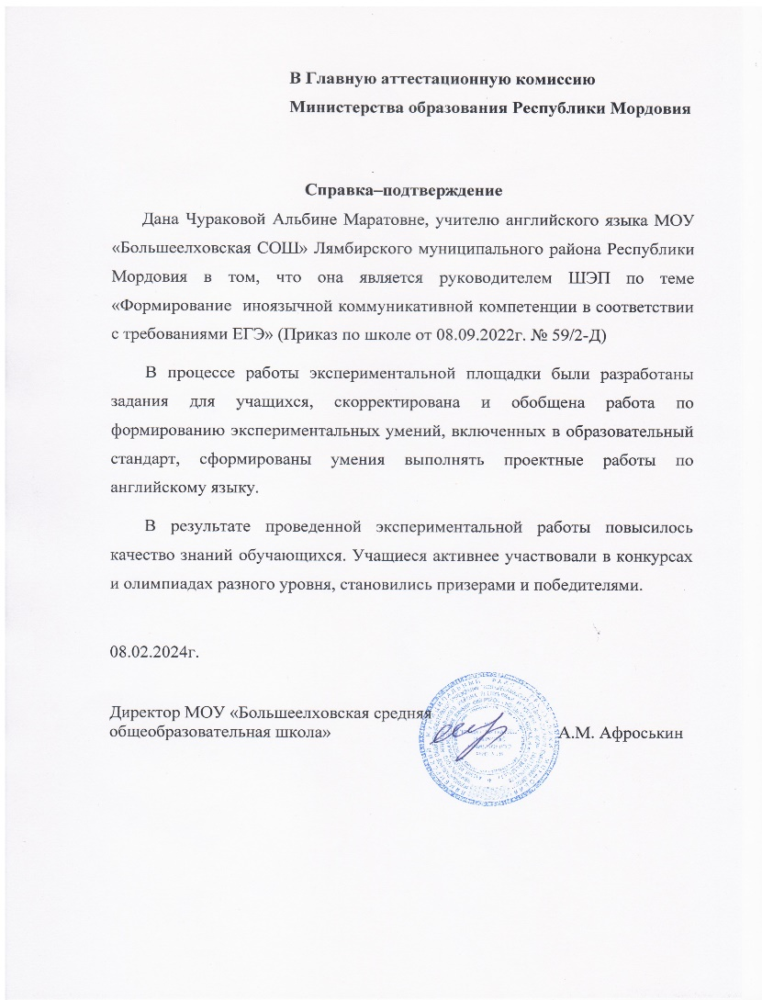 В Главную аттестационную комиссию
Министерства образования Республики Мордовия
Справка–подтверждение
Дана Чураковой Альбине Маратовне, учителю английского языка МОУ
«Большеелховская СОШ» Лямбирского муниципального района Республики
Мордовия в том, что она является руководителем ШЭП по теме
«Формирование иноязычной коммуникативной компетенции в соответствии
с требованиями ЕГЭ» (Приказ по школе от 08.09.2022г. № 59/2-Д)
В процессе работы экспериментальной площадки были разработаны
задания для учащихся, скорректирована и обобщена работа по
формированию экспериментальных умений, включенных в образовательный
стандарт, сформированы умения выполнять проектные работы по
английскому языку.
В результате проведенной экспериментальной работы повысилось
качество знаний обучающихся. Учащиеся активнее участвовали в конкурсах
и олимпиадах разного уровня, становились призерами и победителями.
08.02.2024г.
Директор МОУ «Большеелховская средняя
общеобразовательная школа» А.М. Афроськин